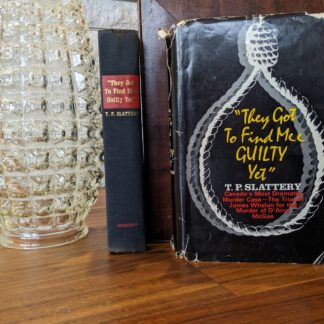 "They Got
To Find Mee
Guilty Yet"
T. P. SLATTERY
DOUBLEDAY
"They Got
To Find Mee
GUILTY
Yet"
T. P. SLATTERY
Canada's Most Dramatic
Murder Case—The Trial of
James Whelan for the
Murder of D'Arcy
McGee